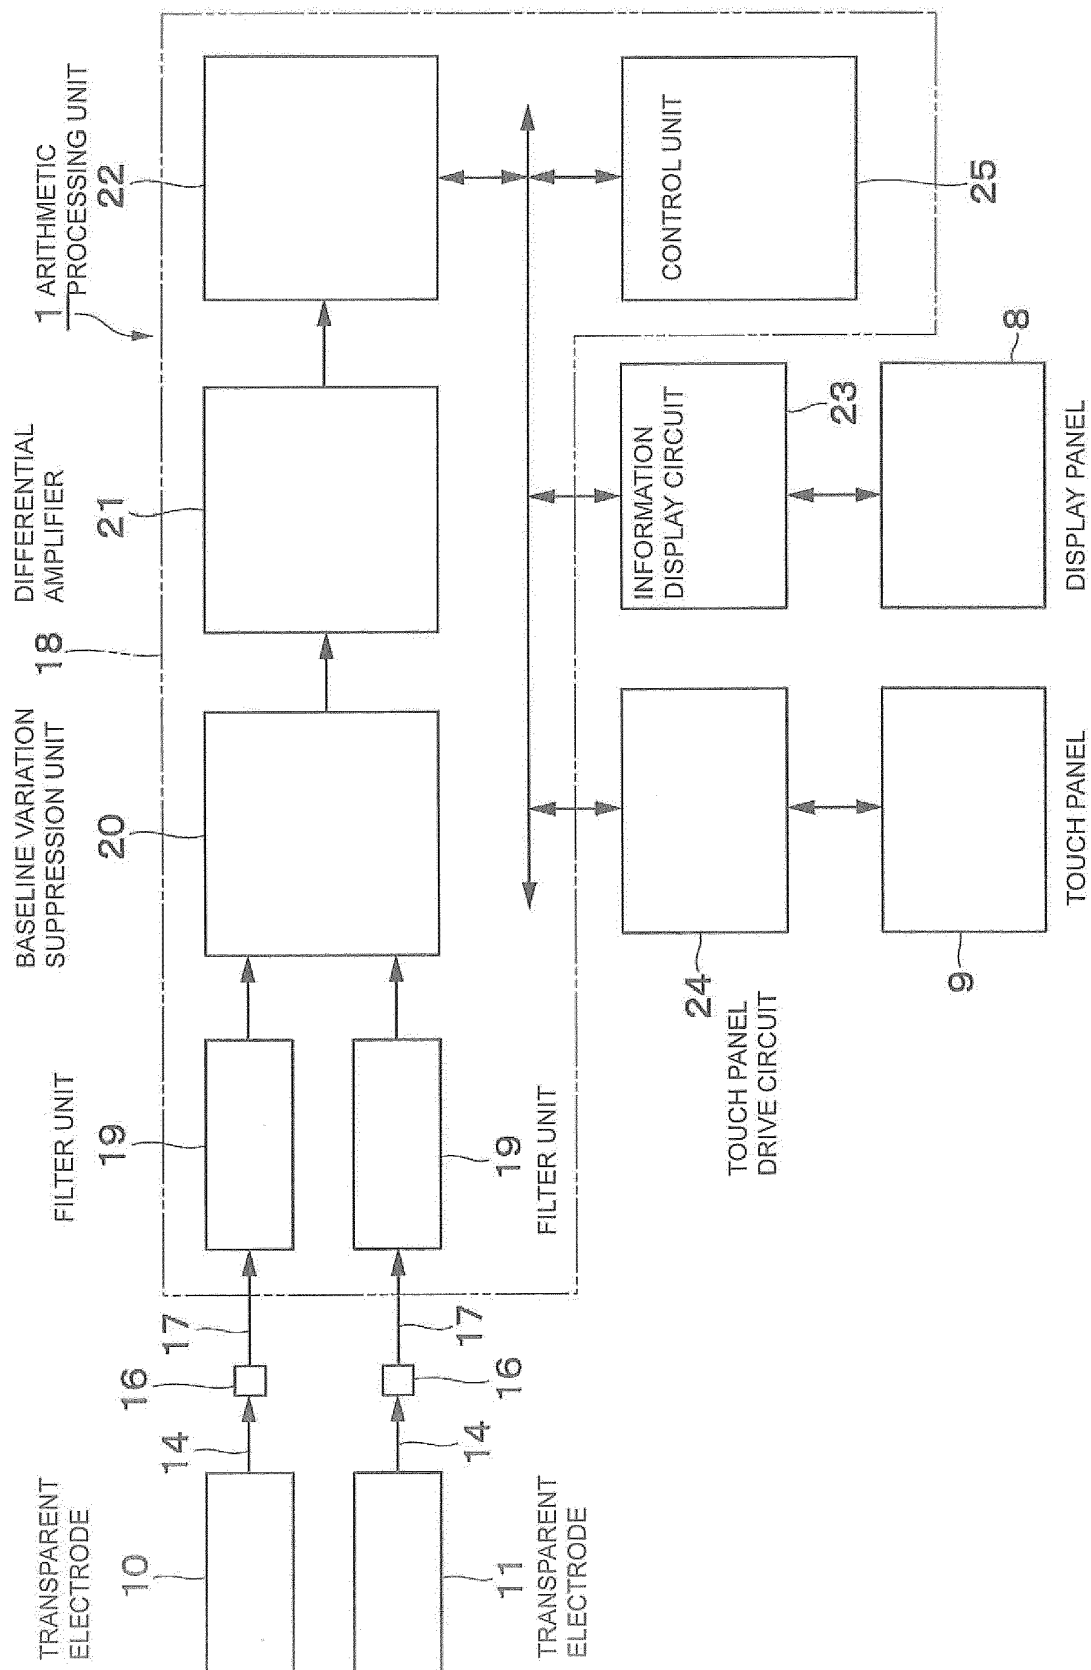 TRANSPARENT
ELECTRODE
10
14
16
17
FILTER UNIT
19
BASELINE VARIATION
SUPPRESSION UNIT
20
18
DIFFERENTIAL
AMPLIFIER
21
1
ARITHMETIC
PROCESSING UNIT
22
TRANSPARENT
ELECTRODE
11
14
16
17
19
FILTER UNIT
TOUCH PANEL
DRIVE CIRCUIT
24
INFORMATION
DISPLAY CIRCUIT
23
CONTROL UNIT
25
9
TOUCH PANEL
8
DISPLAY PANEL